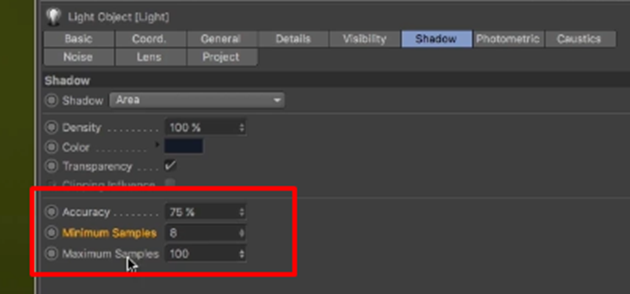 Light Object [Light]
Basic Coord. General Details Visibility Shadow Photometric Caustics
Noise Lens Project
Shadow
Shadow Area
Density . . . . . . . . . 100 %
Color . . . . . . . . . .
Transparency . . . . ✓
Clipping Influence
Accuracy . . . . . . . . 75 %
Minimum Samples 8
Maximum Samples 100